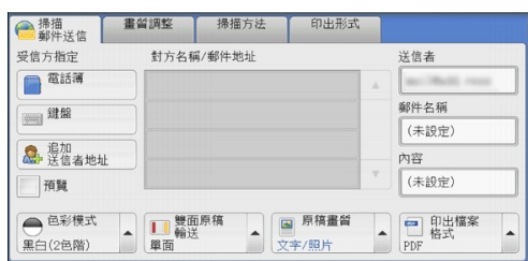 掃描
郵件送信
畫質調整
掃描方法
印出形式
受信方指定
對方名稱/郵件地址
送信者
電話簿
鍵盤
追加
送信者地址
預覽
郵件名稱
(未設定)
內容
(未設定)
色彩模式
黑白(2色階)
雙面原稿
輸送
單面
原稿畫質
文字/照片
印出檔案
格式
PDF